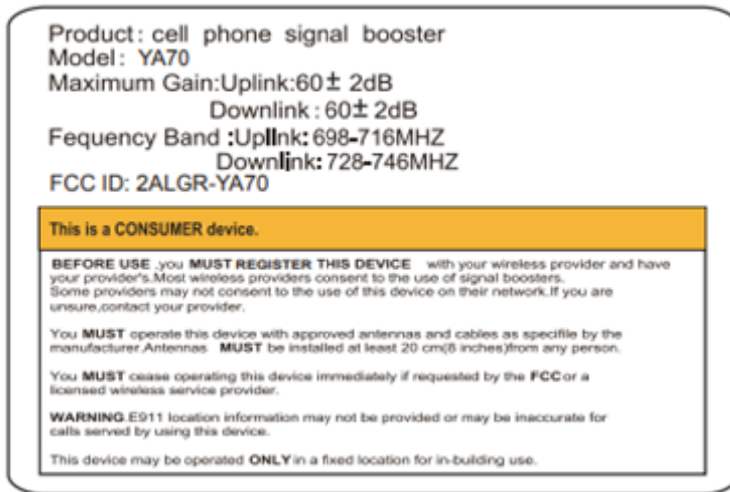 Product: cell phone signal booster
Model: YA70
Maximum Gain:Uplink:60± 2dB
Downlink : 60± 2dB
Fequency Band :UplInk: 698-716MHZ
Downlink: 728-746MHZ
FCC ID: 2ALGR-YA70
This is a CONSUMER device.
BEFORE USE ,you MUST REGISTER THIS DEVICE with your wireless provider and have
your provider's.Most wireless providers consent to the use of signal boosters.
Some providers may not consent to the use of this device on their network.If you are
unsure,contact your provider.
You MUST operate this device with approved antennas and cables as specifile by the
manufacturer.Antennas MUST be installed at least 20 cm(8 inches)from any person.
You MUST cease operating this device immediately if requested by the FCC or a
licensed wireless service provider.
WARNING.E911 location information may not be provided or may be inaccurate for
calls served by using this device.
This device may be operated ONLY in a fixed location for in-building use.